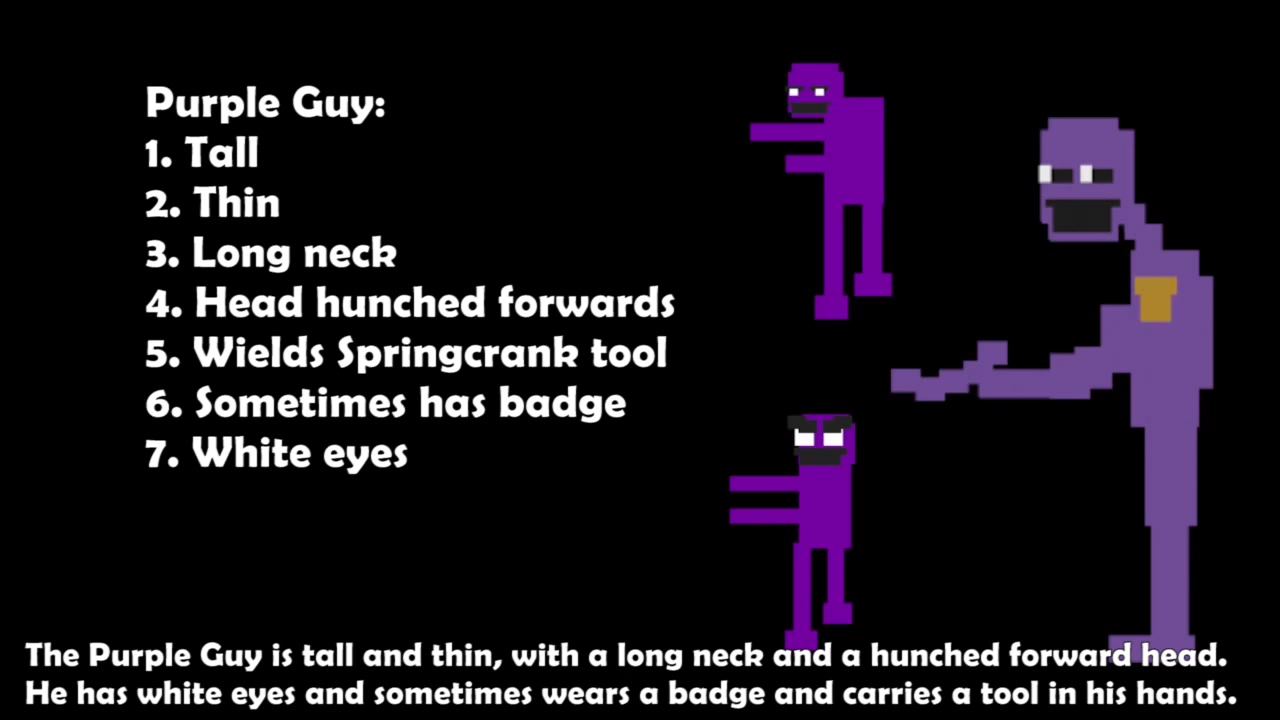 Purple Guy:
1. Tall
2. Thin
3. Long neck
4. Head hunched forwards
5. Wields Springcrank tool
6. Sometimes has badge
7. White eyes
The Purple Guy is tall and thin, with a long neck and a hunched forward head.
He has white eyes and sometimes wears a badge and carries a tool in his hands.